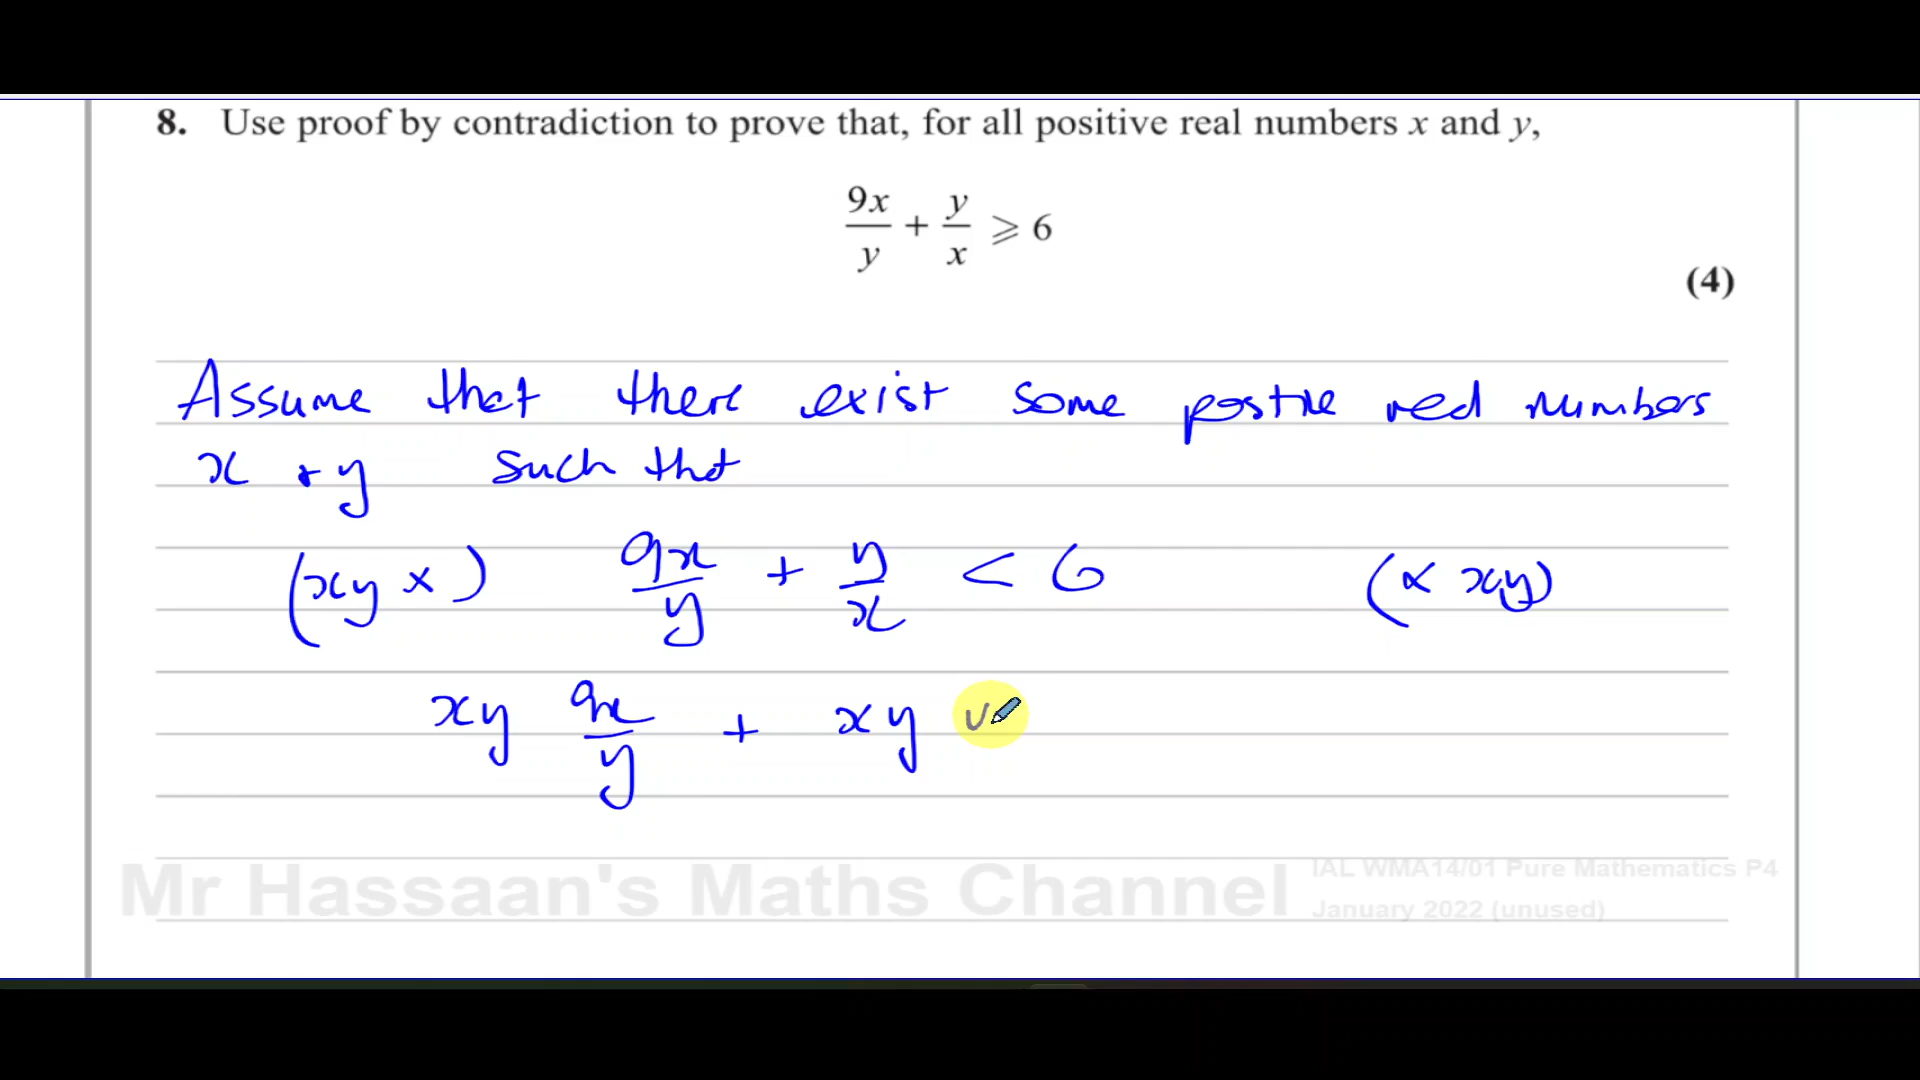 8. Use proof by contradiction to prove that, for all positive real numbers x and y,
9x/y + y/x ⩾ 6
(4)
Assume that there exist some postive real numbers
x + y such that
(xy ×) 9x/y + y/x < 6 (× xy)
xy 9x/y + xy
Mr Hassaan's Maths Channel
IAL WMA14/01 Pure Mathematics P4
January 2022 (unused)